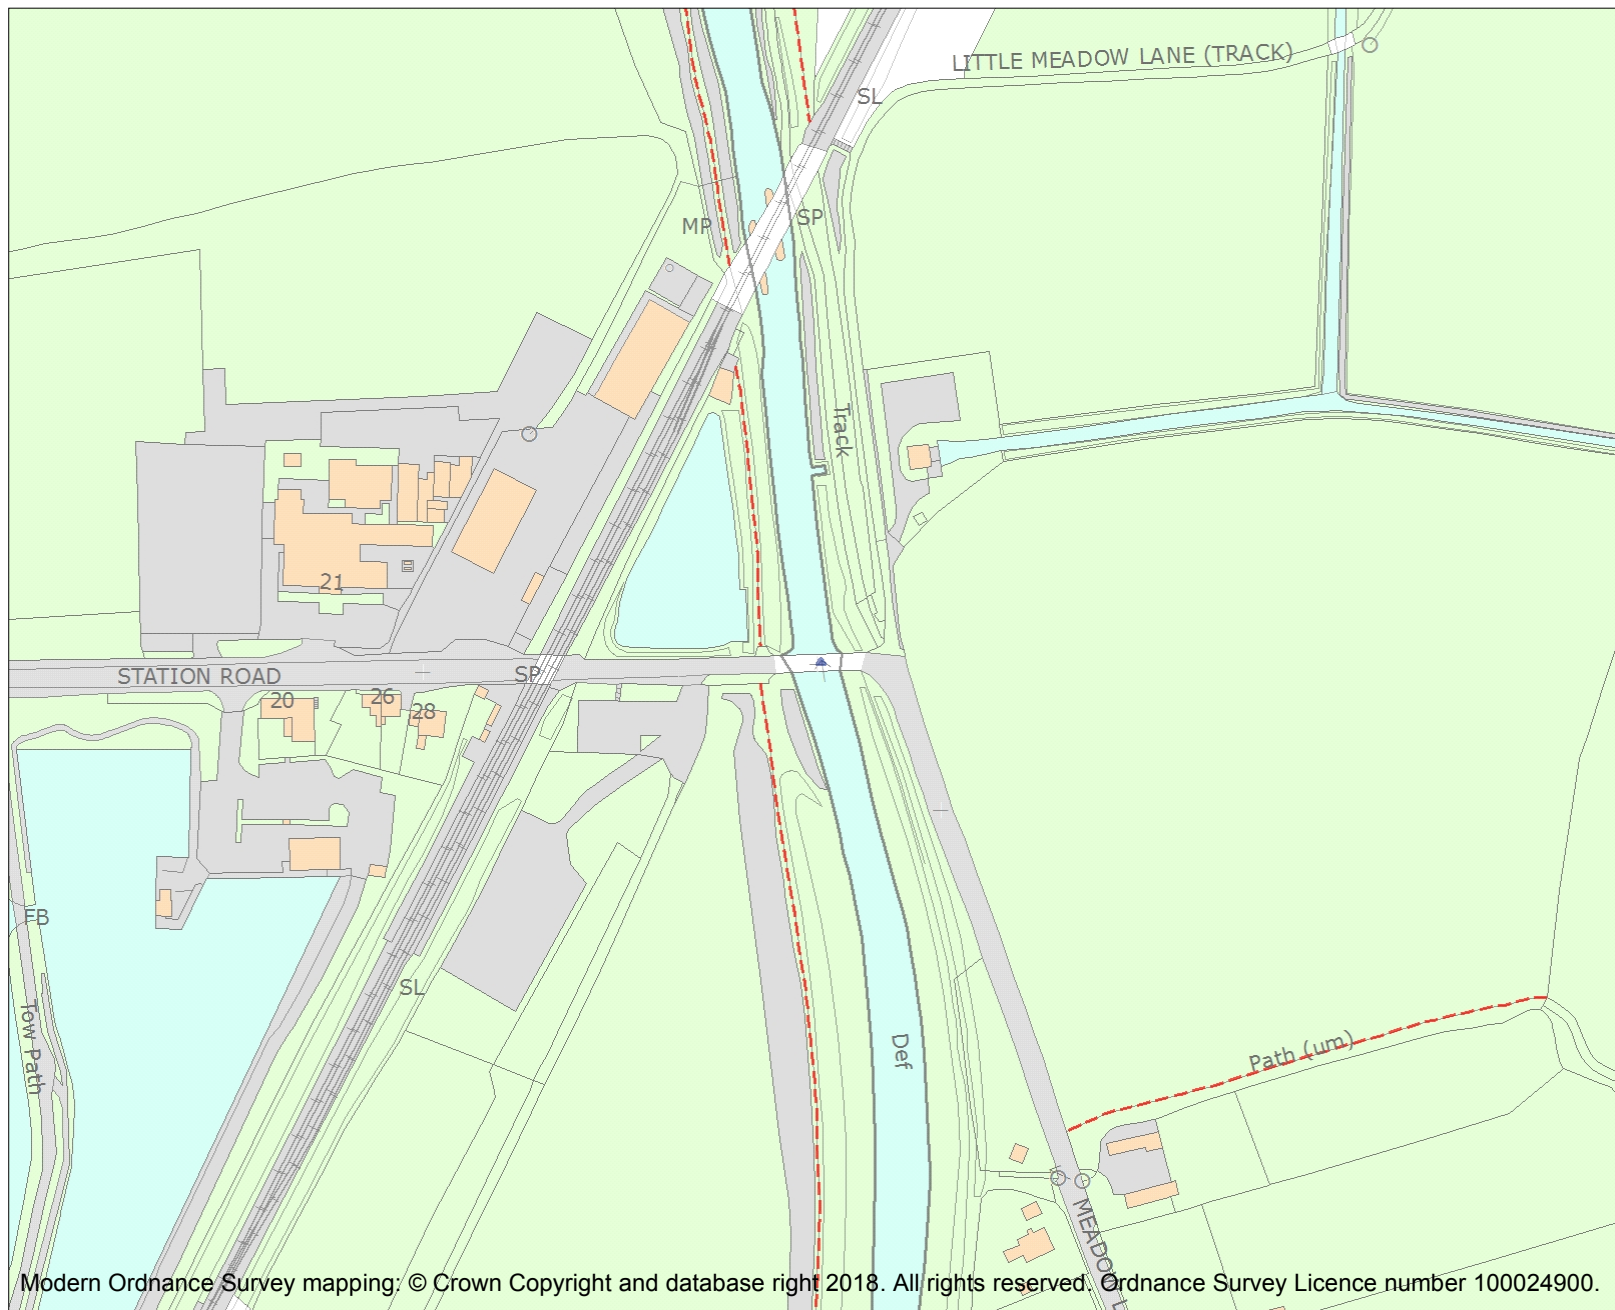 LITTLE MEADOW LANE (TRACK)
SL
SP
MP
Track
21
STATION ROAD
SP
20
26
28
FB
SL
Tow Path
Def
Path (um)
MEADOW L
Modern Ordnance Survey mapping: © Crown Copyright and database right 2018. All rights reserved. Ordnance Survey Licence number 100024900.